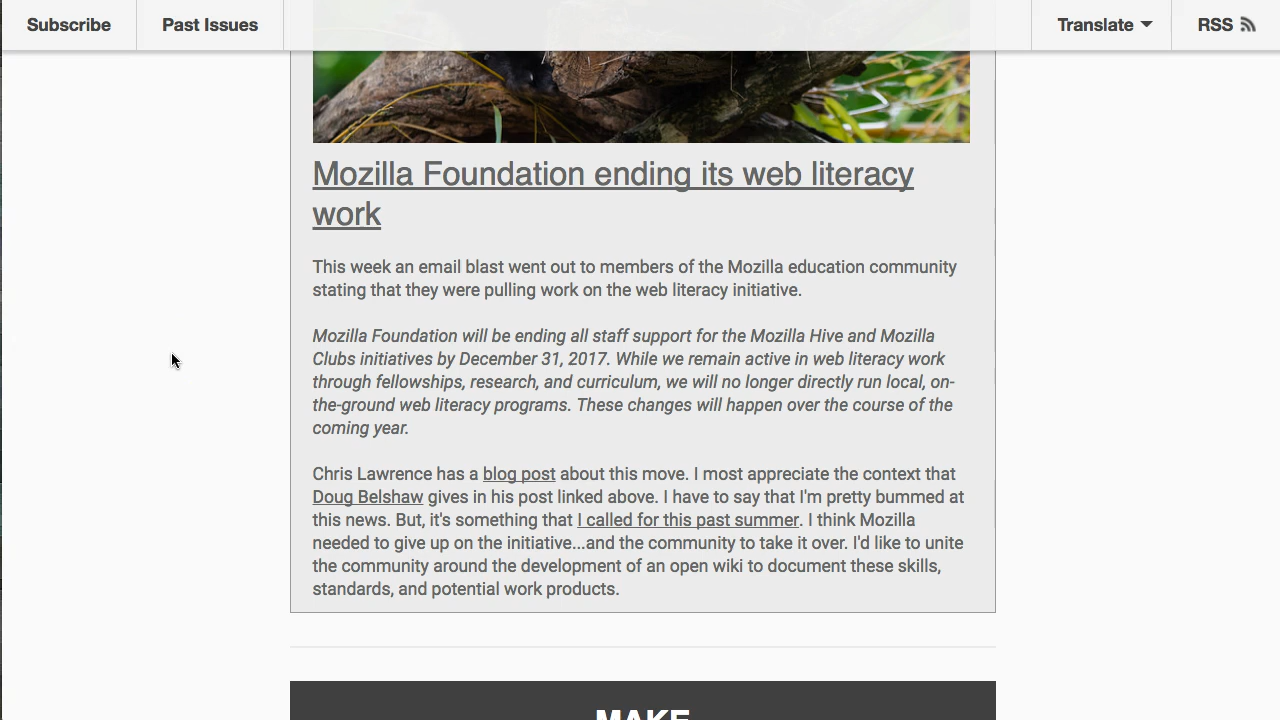 Subscribe
Past Issues
Translate
RSS
Mozilla Foundation ending its web literacy
work
This week an email blast went out to members of the Mozilla education community
stating that they were pulling work on the web literacy initiative.
Mozilla Foundation will be ending all staff support for the Mozilla Hive and Mozilla
Clubs initiatives by December 31, 2017. While we remain active in web literacy work
through fellowships, research, and curriculum, we will no longer directly run local, on-
the-ground web literacy programs. These changes will happen over the course of the
coming year.
Chris Lawrence has a blog post about this move. I most appreciate the context that
Doug Belshaw gives in his post linked above. I have to say that I'm pretty bummed at
this news. But, it's something that I called for this past summer. I think Mozilla
needed to give up on the initiative...and the community to take it over. I'd like to unite
the community around the development of an open wiki to document these skills,
standards, and potential work products.
MAKE